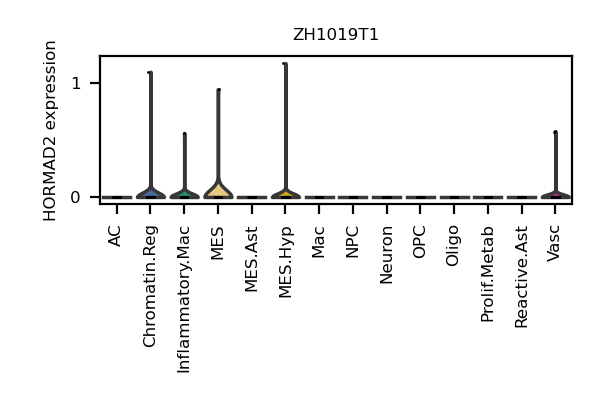 ZH1019T1
HORMAD2 expression
1
0
AC
Chromatin.Reg
Inflammatory.Mac
MES
MES.Ast
MES.Hyp
Mac
NPC
Neuron
OPC
Oligo
Prolif.Metab
Reactive.Ast
Vasc